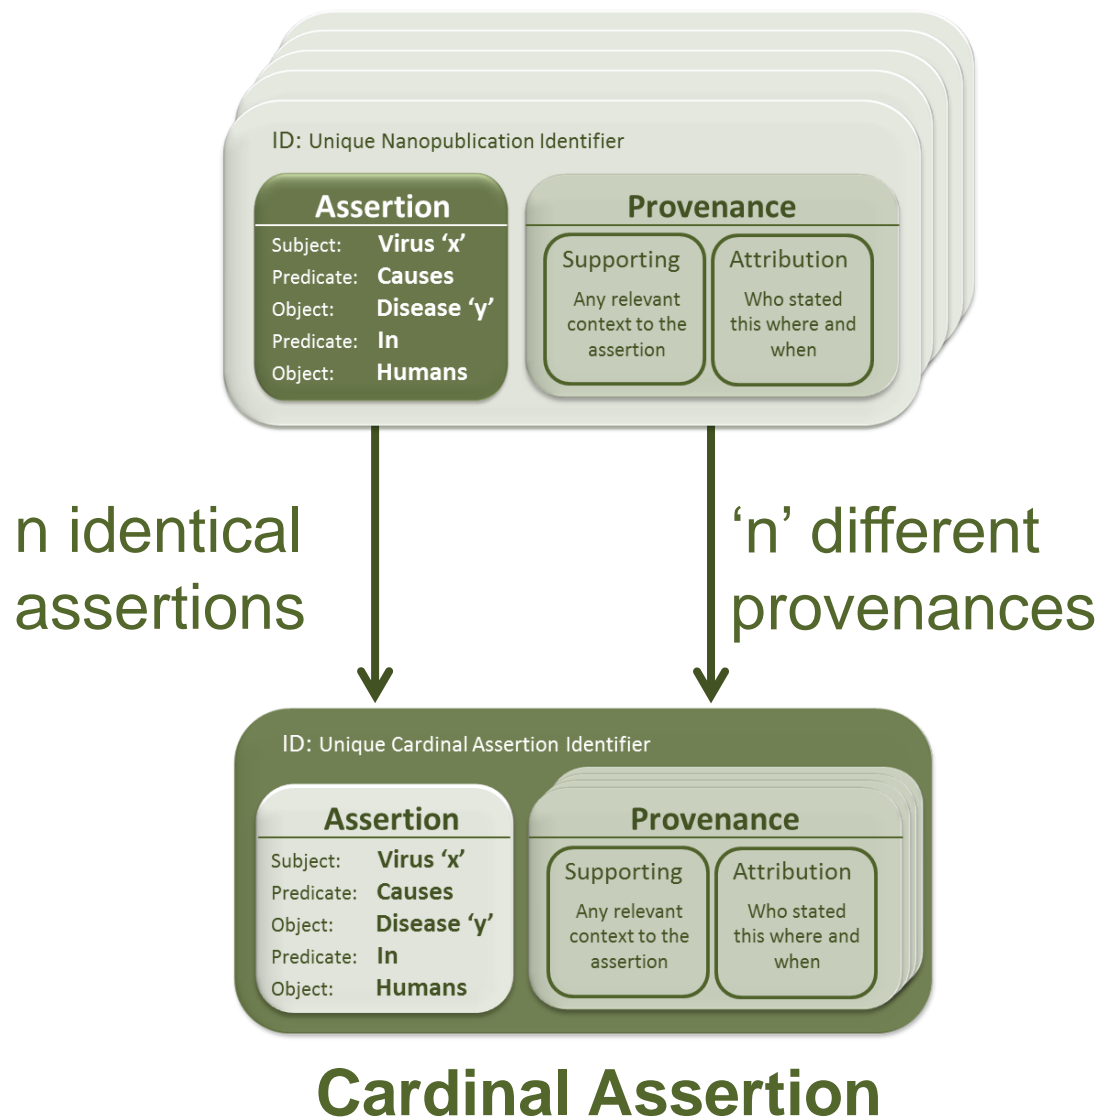 ID: Unique Nanopublication Identifier
Assertion
Subject: Virus ‘x’
Predicate: Causes
Object: Disease ‘y’
Predicate: In
Object: Humans
Provenance
Supporting
Any relevant
context to the
assertion
Attribution
Who stated
this where and
when
n identical
assertions
‘n’ different
provenances
ID: Unique Cardinal Assertion Identifier
Assertion
Subject: Virus ‘x’
Predicate: Causes
Object: Disease ‘y’
Predicate: In
Object: Humans
Provenance
Supporting
Any relevant
context to the
assertion
Attribution
Who stated
this where and
when
Cardinal Assertion